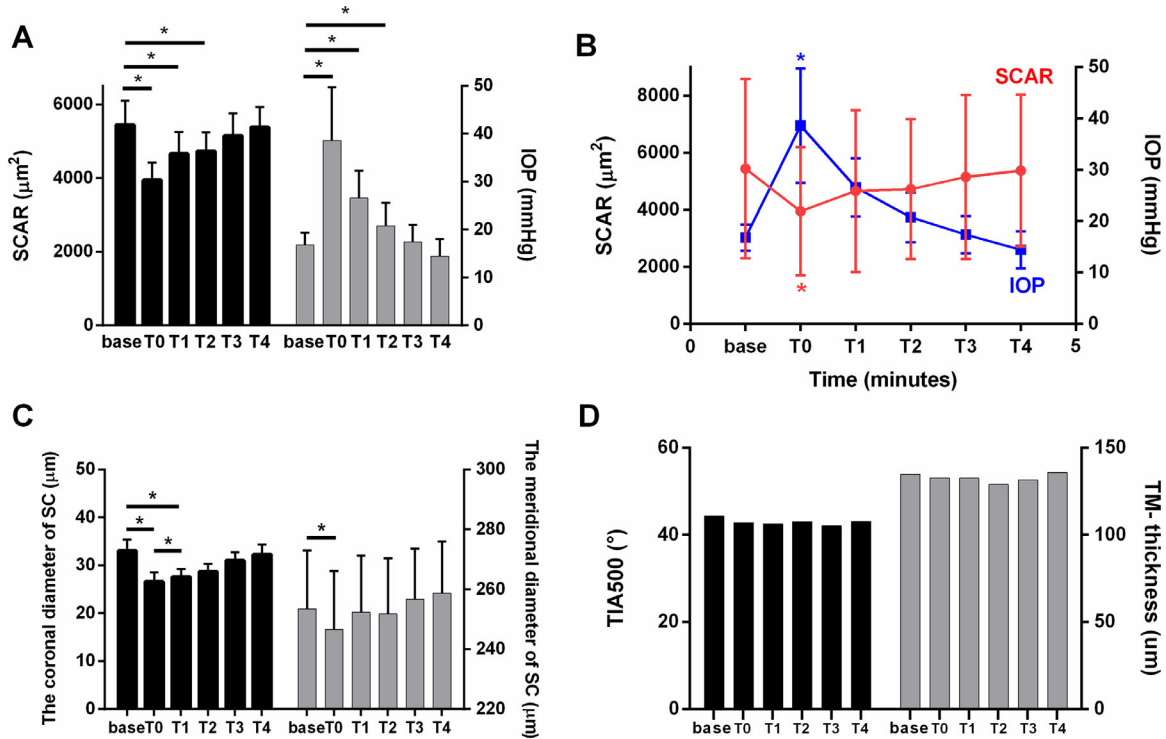 A
* * *
* * *
6000
4000
2000
0
SCAR (μm²)
50
40
30
20
10
0
IOP (mmHg)
base T0 T1 T2 T3 T4
base T0 T1 T2 T3 T4
B
8000
6000
4000
2000
0
SCAR (μm²)
*
SCAR
IOP
*
50
40
30
20
10
0
IOP (mmHg)
0 base T0 T1 T2 T3 T4 5
Time (minutes)
C
50
40
30
20
10
0
The coronal diameter of SC (μm)
* * *
*
300
280
260
240
220
The meridional diameter of SC (μm)
base T0 T1 T2 T3 T4
base T0 T1 T2 T3 T4
D
60
40
20
0
TIA500 (°)
150
100
50
0
TM- thickness (um)
base T0 T1 T2 T3 T4
base T0 T1 T2 T3 T4